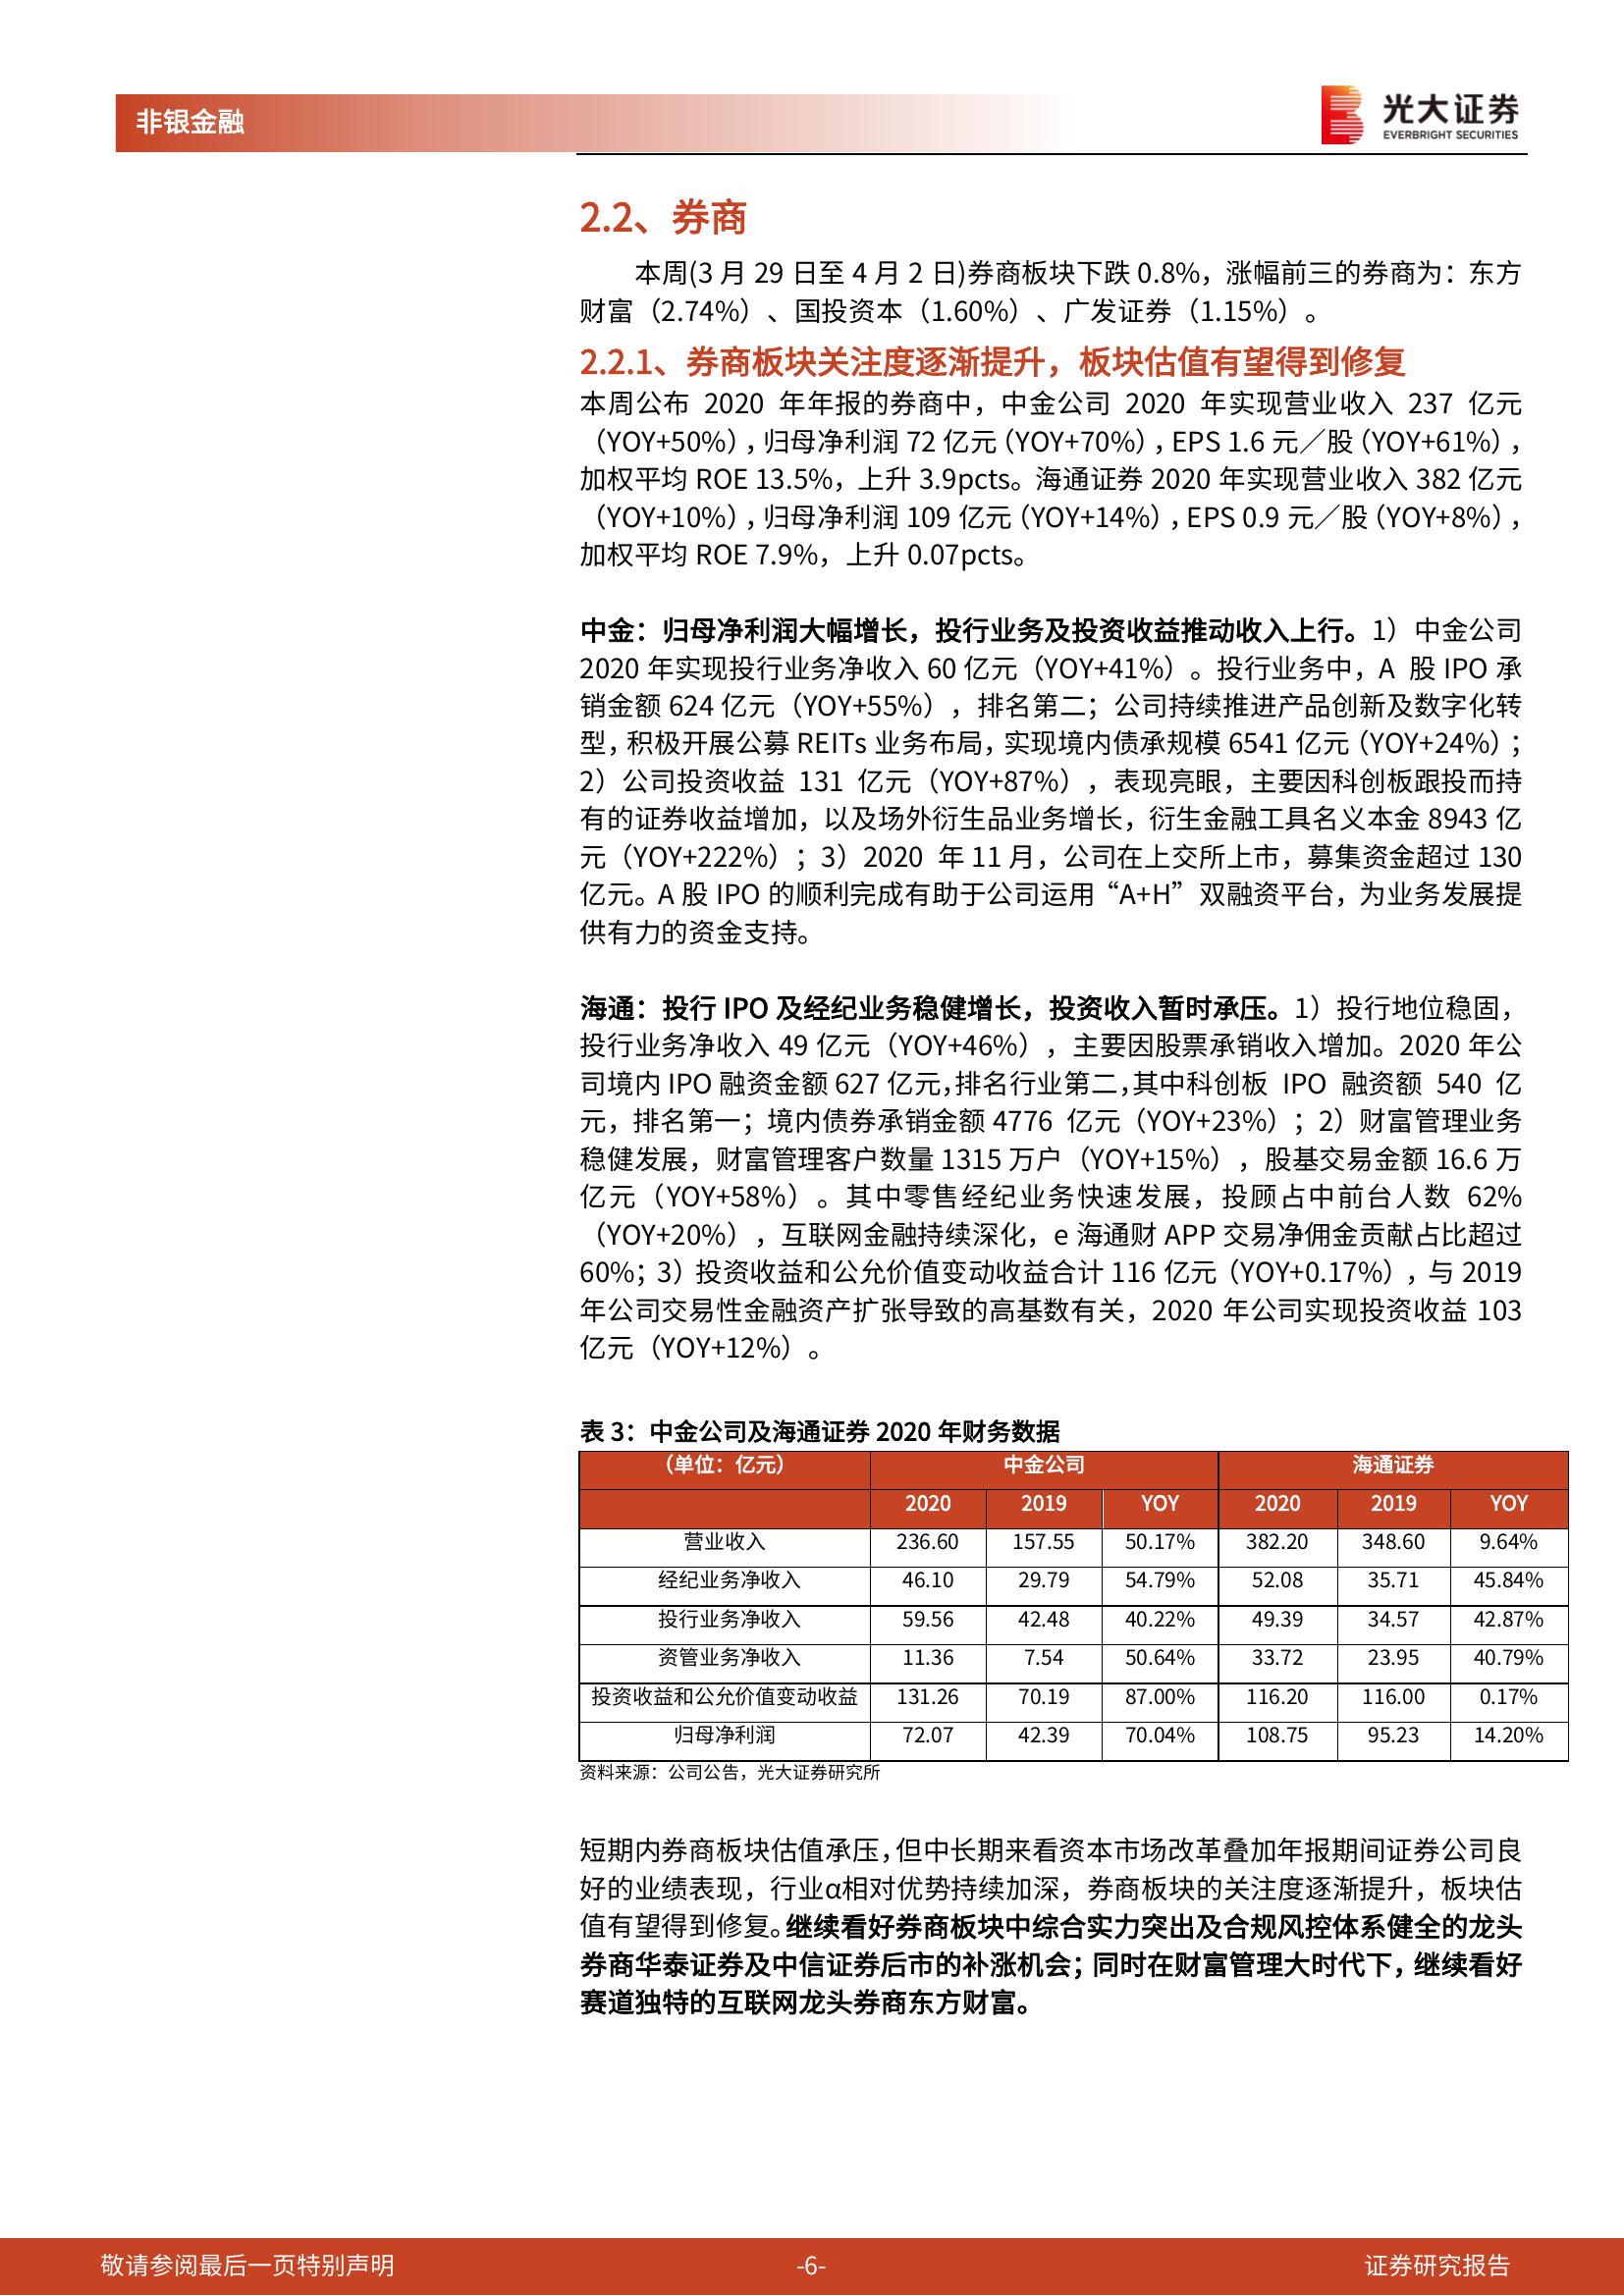 非银金融
光大证券
EVERBRIGHT SECURITIES
2.2、券商
本周(3 月 29 日至 4 月 2 日)券商板块下跌 0.8%，涨幅前三的券商为：东方
财富（2.74%）、国投资本（1.60%）、广发证券（1.15%）。
2.2.1、券商板块关注度逐渐提升，板块估值有望得到修复
本周公布 2020 年年报的券商中，中金公司 2020 年实现营业收入 237 亿元
（YOY+50%），归母净利润 72 亿元（YOY+70%），EPS 1.6 元／股（YOY+61%），
加权平均 ROE 13.5%，上升 3.9pcts。海通证券 2020 年实现营业收入 382 亿元
（YOY+10%），归母净利润 109 亿元（YOY+14%），EPS 0.9 元／股（YOY+8%），
加权平均 ROE 7.9%，上升 0.07pcts。
中金：归母净利润大幅增长，投行业务及投资收益推动收入上行。1）中金公司
2020 年实现投行业务净收入 60 亿元（YOY+41%）。投行业务中，A 股 IPO 承
销金额 624 亿元（YOY+55%），排名第二；公司持续推进产品创新及数字化转
型，积极开展公募 REITs 业务布局，实现境内债承规模 6541 亿元（YOY+24%）；
2）公司投资收益 131 亿元（YOY+87%），表现亮眼，主要因科创板跟投而持
有的证券收益增加，以及场外衍生品业务增长，衍生金融工具名义本金 8943 亿
元（YOY+222%）；3）2020 年 11 月，公司在上交所上市，募集资金超过 130
亿元。A 股 IPO 的顺利完成有助于公司运用“A+H”双融资平台，为业务发展提
供有力的资金支持。
海通：投行 IPO 及经纪业务稳健增长，投资收入暂时承压。1）投行地位稳固，
投行业务净收入 49 亿元（YOY+46%），主要因股票承销收入增加。2020 年公
司境内 IPO 融资金额 627 亿元，排名行业第二，其中科创板 IPO 融资额 540 亿
元，排名第一；境内债券承销金额 4776 亿元（YOY+23%）；2）财富管理业务
稳健发展，财富管理客户数量 1315 万户（YOY+15%），股基交易金额 16.6 万
亿元（YOY+58%）。其中零售经纪业务快速发展，投顾占中前台人数 62%
（YOY+20%），互联网金融持续深化，e 海通财 APP 交易净佣金贡献占比超过
60%；3）投资收益和公允价值变动收益合计 116 亿元（YOY+0.17%），与 2019
年公司交易性金融资产扩张导致的高基数有关，2020 年公司实现投资收益 103
亿元（YOY+12%）。
表 3：中金公司及海通证券 2020 年财务数据
（单位：亿元） 中金公司 海通证券
2020 2019 YOY 2020 2019 YOY
营业收入 236.60 157.55 50.17% 382.20 348.60 9.64%
经纪业务净收入 46.10 29.79 54.79% 52.08 35.71 45.84%
投行业务净收入 59.56 42.48 40.22% 49.39 34.57 42.87%
资管业务净收入 11.36 7.54 50.64% 33.72 23.95 40.79%
投资收益和公允价值变动收益 131.26 70.19 87.00% 116.20 116.00 0.17%
归母净利润 72.07 42.39 70.04% 108.75 95.23 14.20%
资料来源：公司公告，光大证券研究所
短期内券商板块估值承压，但中长期来看资本市场改革叠加年报期间证券公司良
好的业绩表现，行业α相对优势持续加深，券商板块的关注度逐渐提升，板块估
值有望得到修复。继续看好券商板块中综合实力突出及合规风控体系健全的龙头
券商华泰证券及中信证券后市的补涨机会；同时在财富管理大时代下，继续看好
赛道独特的互联网龙头券商东方财富。
敬请参阅最后一页特别声明 -6- 证券研究报告